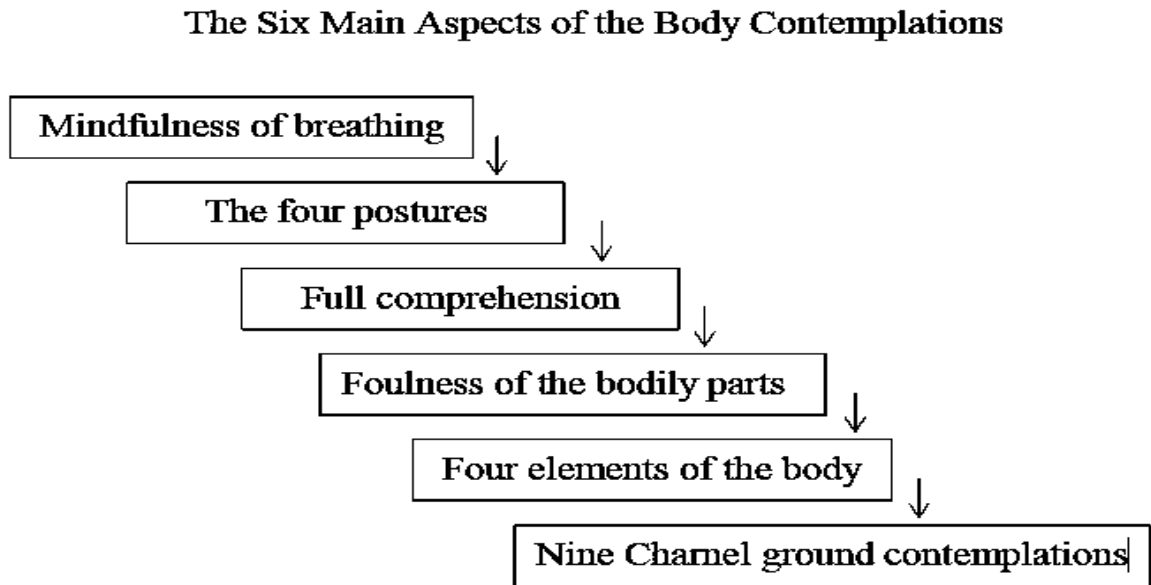 The Six Main Aspects of the Body Contemplations
Mindfulness of breathing
The four postures
Full comprehension
Foulness of the bodily parts
Four elements of the body
Nine Charnel ground contemplations